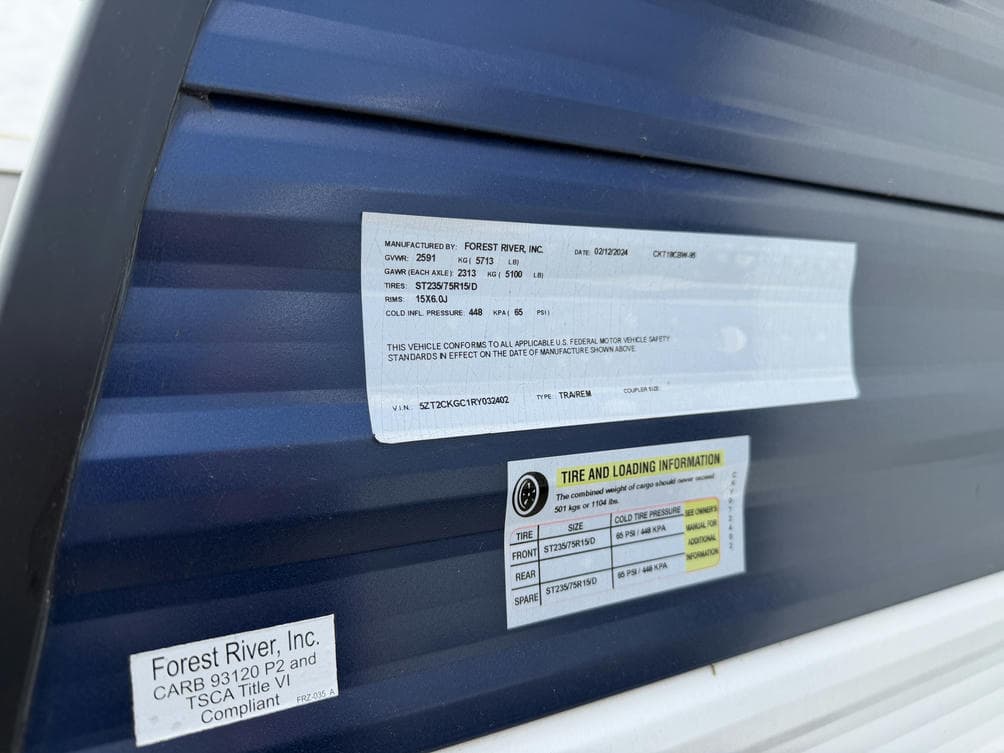 MANUFACTURED BY: FOREST RIVER, INC. DATE: 02/12/2024 CKT18CBW-95
GVWR: 2591 KG ( 5713 LB)
GAWR (EACH AXLE): 2313 KG ( 5100 LB)
TIRES: ST235/75R15/D
RIMS: 15X6.0J
COLD INFL. PRESSURE: 448 KPA ( 65 PSI )
THIS VEHICLE CONFORMS TO ALL APPLICABLE U.S. FEDERAL MOTOR VEHICLE SAFETY
STANDARDS IN EFFECT ON THE DATE OF MANUFACTURE SHOWN ABOVE.
V.I.N.: 5ZT2CKGC1RY032402 TYPE: TRA/REM COUPLER SIZE:
TIRE AND LOADING INFORMATION
The combined weight of cargo should never exceed
501 kgs or 1104 lbs.
TIRE SIZE COLD TIRE PRESSURE
FRONT ST235/75R15/D 65 PSI / 448 KPA
REAR
SPARE ST235/75R15/D 65 PSI / 448 KPA
SEE OWNER'S
MANUAL FOR
ADDITIONAL
INFORMATION
Forest River, Inc.
CARB 93120 P2 and
TSCA Title VI
Compliant FRZ-035 A